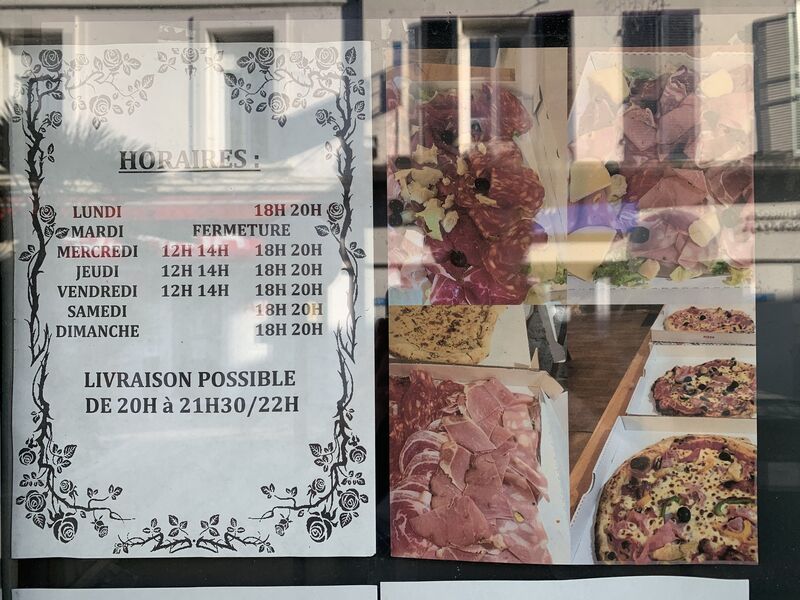 HORAIRES :
LUNDI 18H 20H
MARDI FERMETURE
MERCREDI 12H 14H 18H 20H
JEUDI 12H 14H 18H 20H
VENDREDI 12H 14H 18H 20H
SAMEDI 18H 20H
DIMANCHE 18H 20H
LIVRAISON POSSIBLE
DE 20H à 21H30/22H